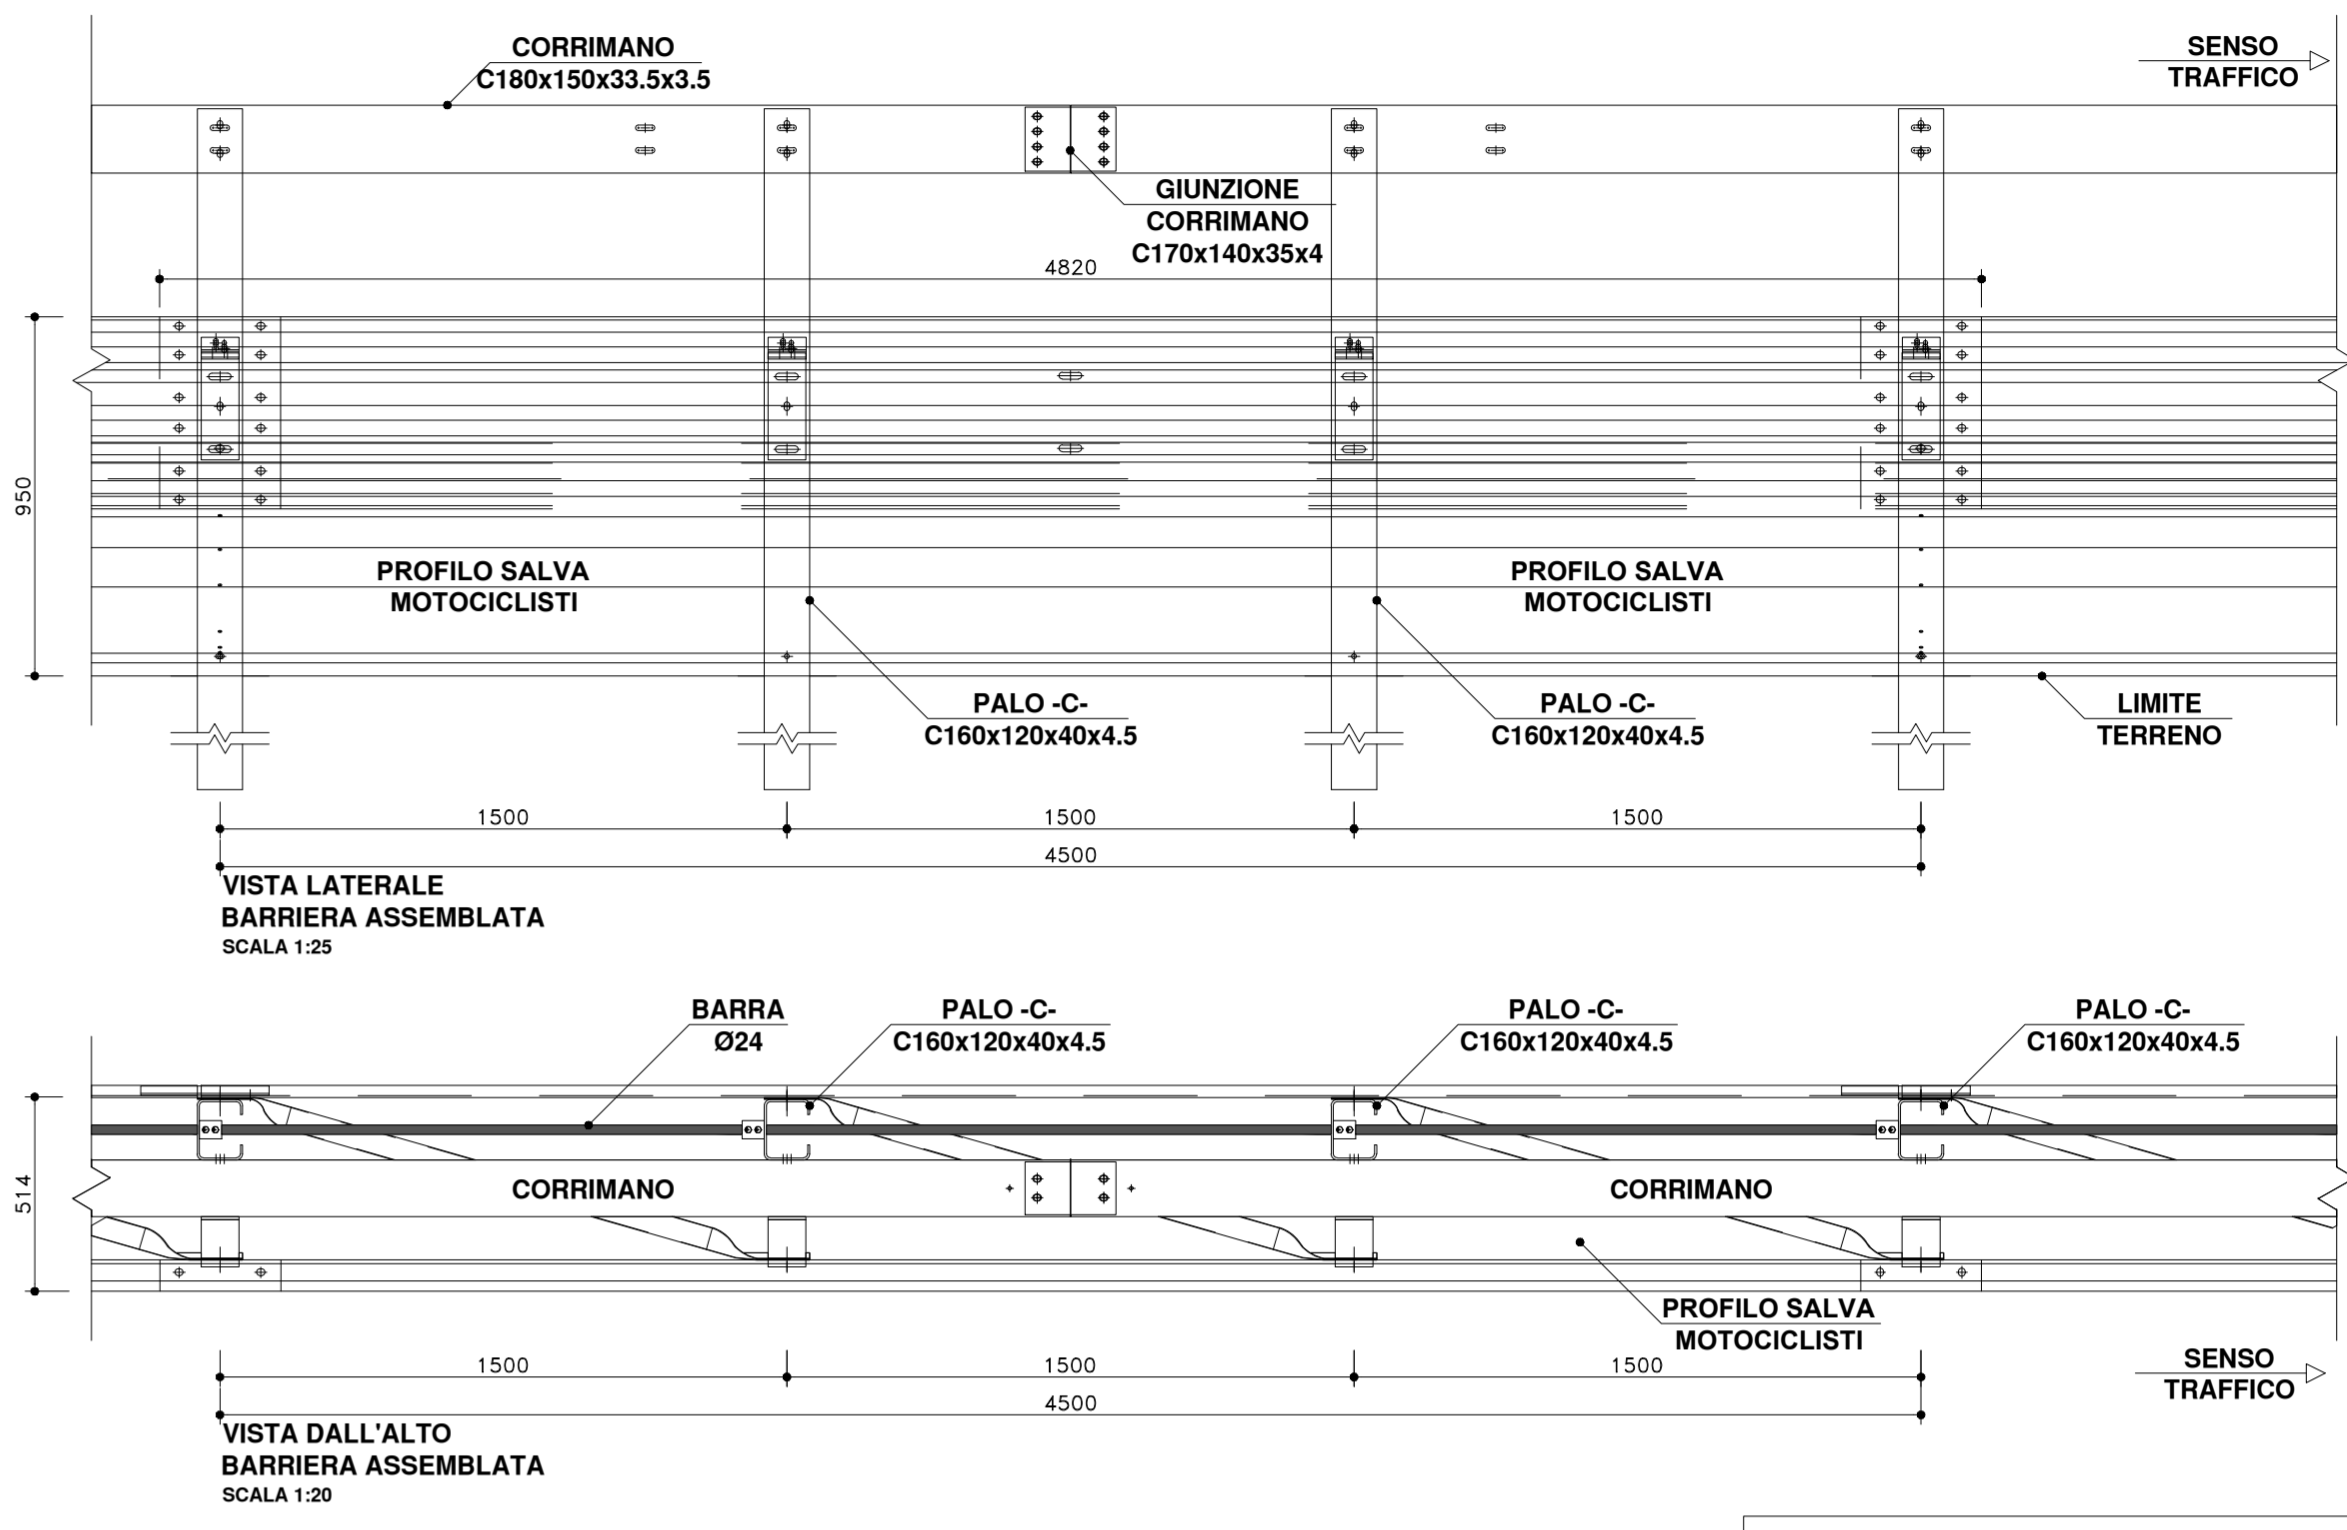 CORRIMANO
C180x150x33.5x3.5
SENSO
TRAFFICO
GIUNZIONE
CORRIMANO
C170x140x35x4
4820
950
PROFILO SALVA
MOTOCICLISTI
PROFILO SALVA
MOTOCICLISTI
PALO -C-
C160x120x40x4.5
PALO -C-
C160x120x40x4.5
LIMITE
TERRENO
1500
1500
1500
4500
VISTA LATERALE
BARRIERA ASSEMBLATA
SCALA 1:25
BARRA
Ø24
PALO -C-
C160x120x40x4.5
PALO -C-
C160x120x40x4.5
PALO -C-
C160x120x40x4.5
514
CORRIMANO
CORRIMANO
PROFILO SALVA
MOTOCICLISTI
1500
1500
1500
SENSO
TRAFFICO
4500
VISTA DALL'ALTO
BARRIERA ASSEMBLATA
SCALA 1:20